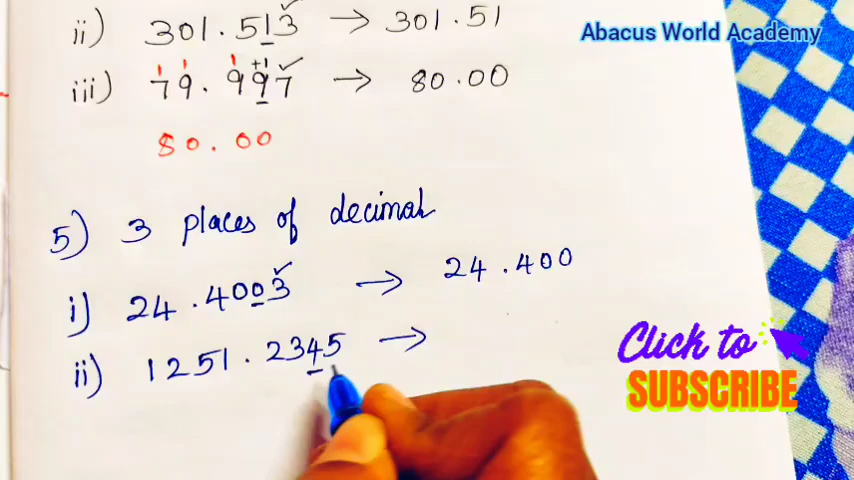 ii) 301.513 → 301.51
Abacus World Academy
iii) 79.997 → 80.00
80.00
5) 3 places of decimal
i) 24.4003 → 24.400
ii) 1251.2345 →
Click to
SUBSCRIBE